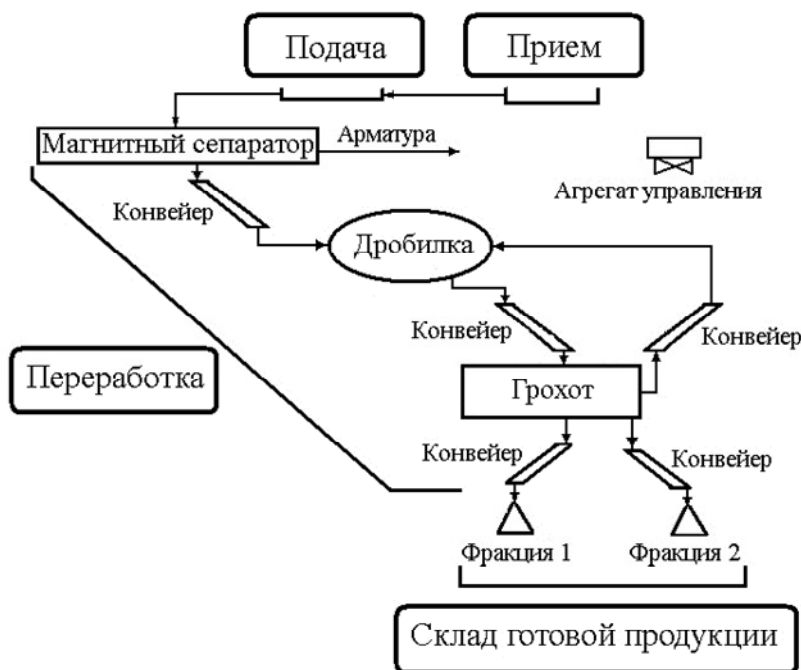 Подача
Прием
Магнитный сепаратор
Арматура
Агрегат управления
Конвейер
Дробилка
Конвейер
Конвейер
Переработка
Грохот
Конвейер
Конвейер
Фракция 1
Фракция 2
Склад готовой продукции